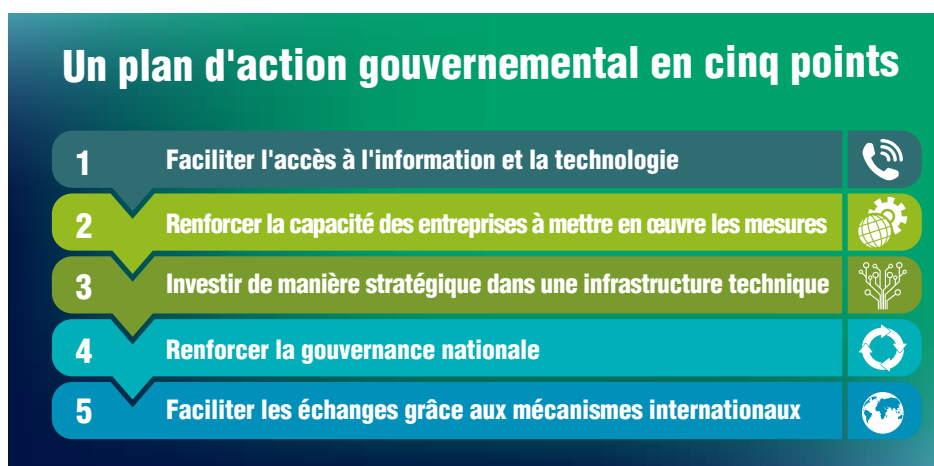 Un plan d'action gouvernemental en cinq points
1 Faciliter l'accès à l'information et la technologie
2 Renforcer la capacité des entreprises à mettre en œuvre les mesures
3 Investir de manière stratégique dans une infrastructure technique
4 Renforcer la gouvernance nationale
5 Faciliter les échanges grâce aux mécanismes internationaux